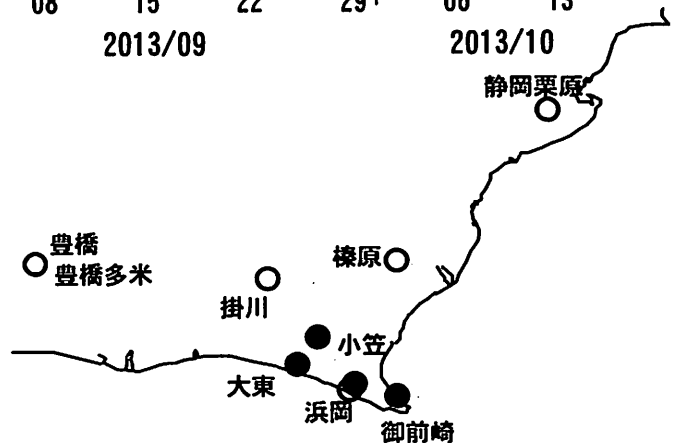 08 15 22 29 06 13
2013/09 2013/10
静岡栗原
豊橋
豊橋多米
榛原
掛川
小笠
大東
浜岡
御前崎